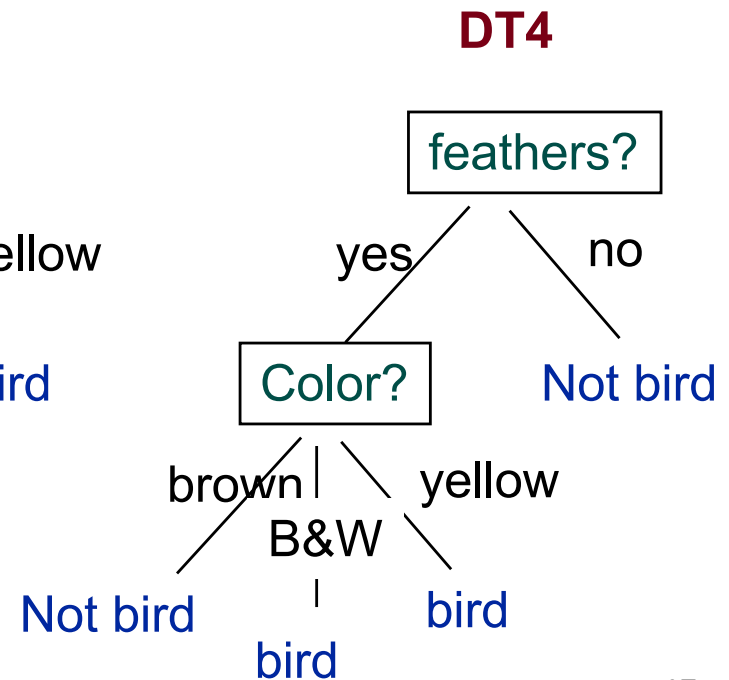 DT4
feathers?
ellow
yes
no
ird
Color?
Not bird
brown
yellow
B&W
Not bird
bird
bird